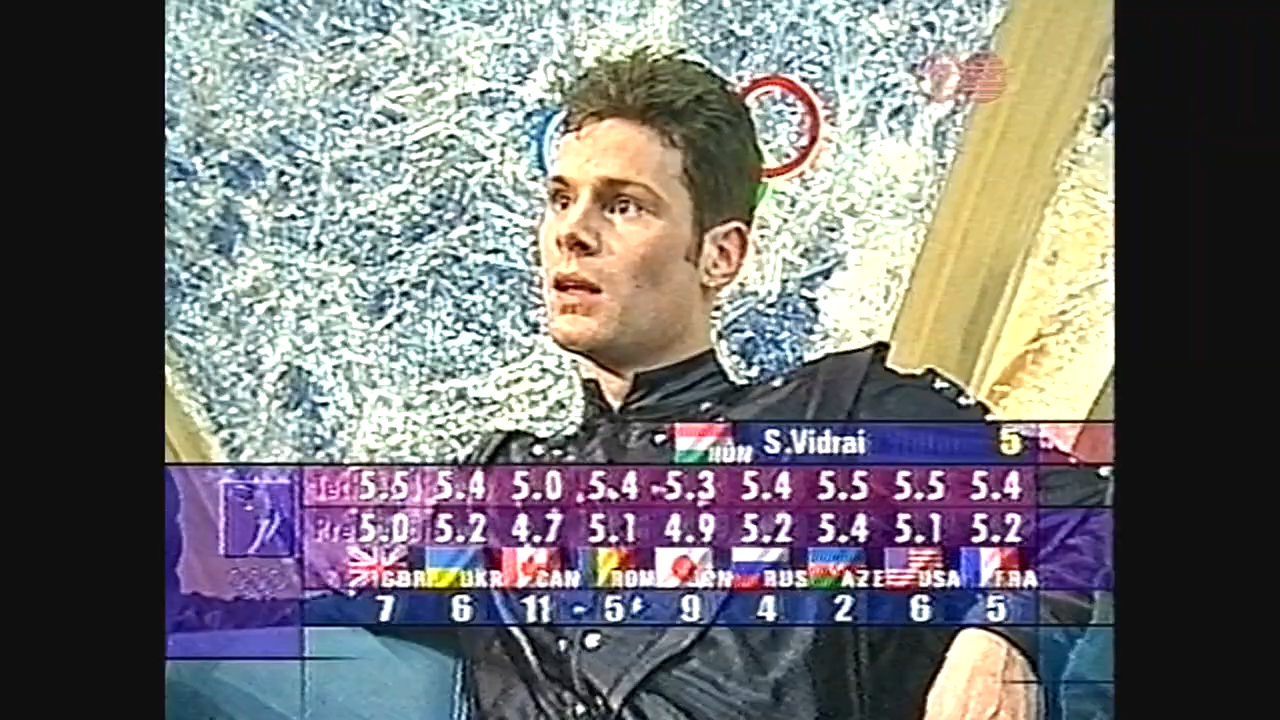 HUN S.Vidrai 5
5.5 5.4 5.0 5.4 5.3 5.4 5.5 5.5 5.4
5.0 5.2 4.7 5.1 4.9 5.2 5.4 5.1 5.2
GBR UKR CAN ROM JPN RUS AZE USA FRA
7 6 11 5 9 4 2 6 5